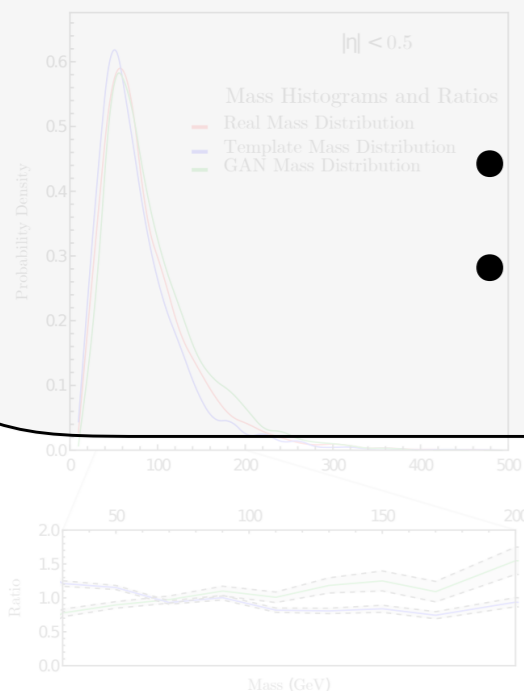 |η| < 0.5
Mass Histograms and Ratios
Real Mass Distribution
Template Mass Distribution
GAN Mass Distribution
Probability Density
0.6
0.5
0.4
0.3
0.2
0.1
0.0
0 100 200 300 400 500
50 100 150 200
Ratio
2.0
1.5
1.0
0.5
0.0
Mass (GeV)